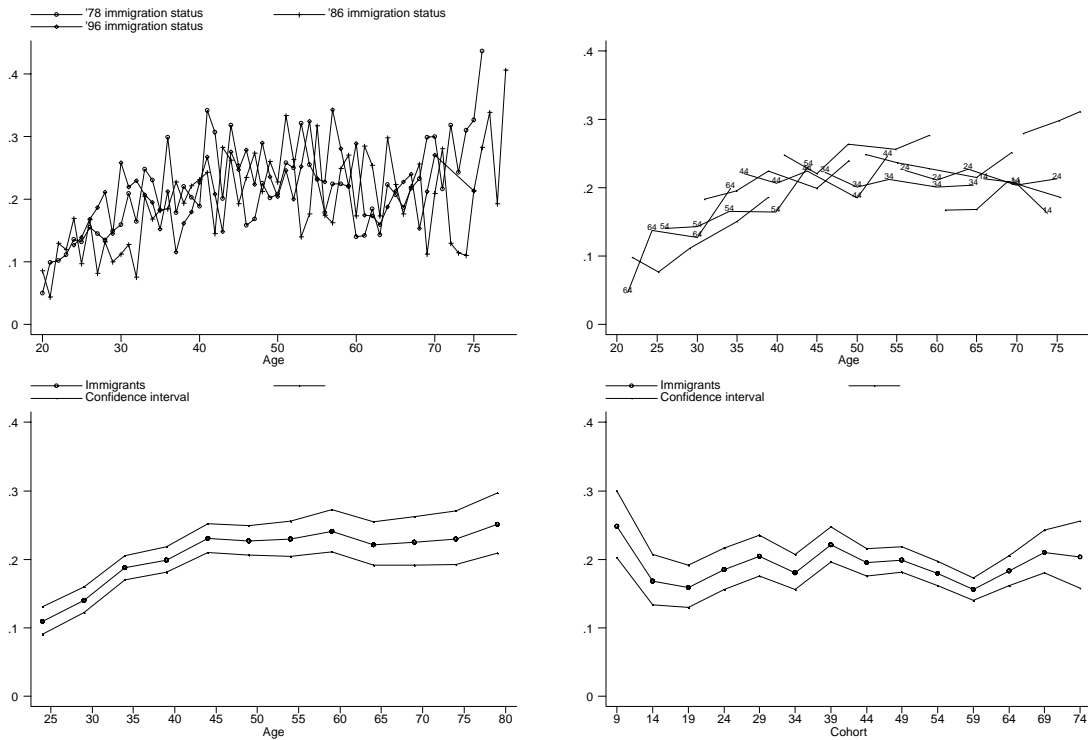 '78 immigration status '86 immigration status
'96 immigration status
.4
.3
.2
.1
0
20 30 40 50 60 70 75
Age
.4
.3
.2
.1
0
64 64 54 54 64 64 54 44 54 44 54 44 34 44 34 44 34 24 24 34 24 34 14 14 14 24
20 25 30 35 40 45 50 55 60 65 70 75
Age
Immigrants
Confidence interval
.4
.3
.2
.1
0
25 30 35 40 45 50 55 60 65 70 75 80
Age
Immigrants
Confidence interval
.4
.3
.2
.1
0
9 14 19 24 29 34 39 44 49 54 59 64 69 74
Cohort